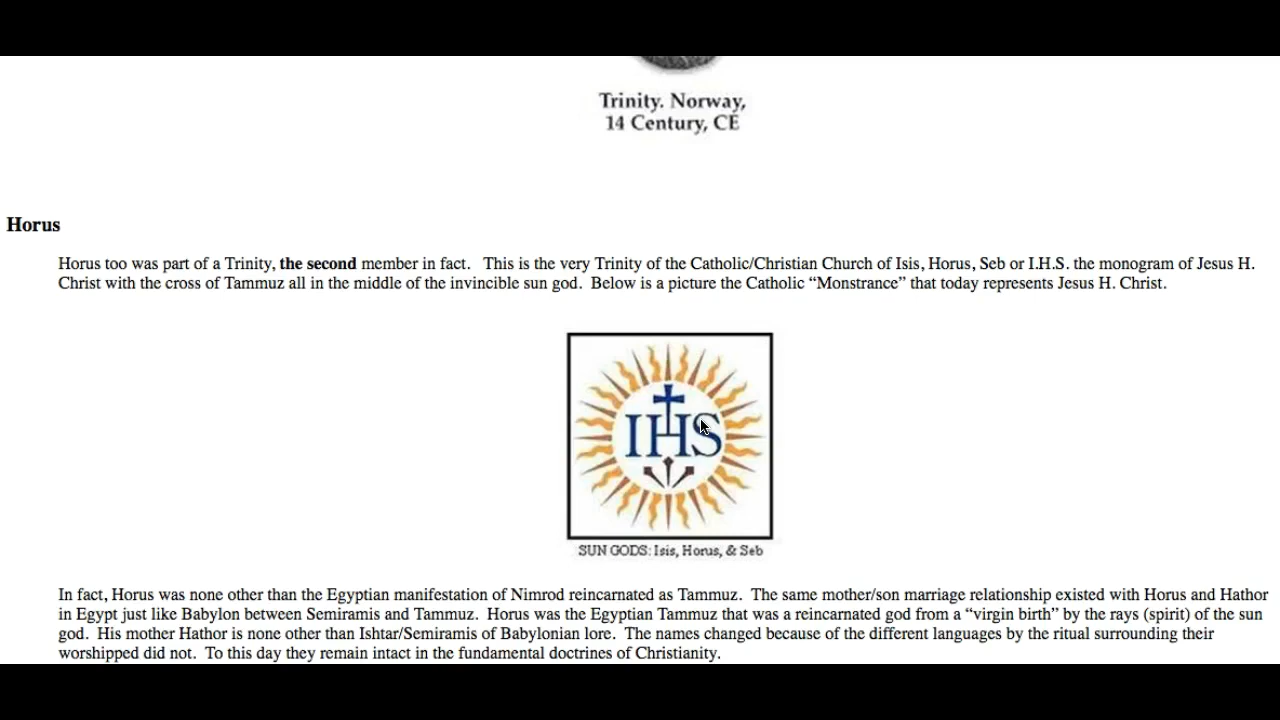 Trinity. Norway,
14 Century, CE
Horus
Horus too was part of a Trinity, the second member in fact.  This is the very Trinity of the Catholic/Christian Church of Isis, Horus, Seb or I.H.S. the monogram of Jesus H.
Christ with the cross of Tammuz all in the middle of the invincible sun god.  Below is a picture the Catholic “Monstrance” that today represents Jesus H. Christ.
IHS
SUN GODS: Isis, Horus, & Seb
In fact, Horus was none other than the Egyptian manifestation of Nimrod reincarnated as Tammuz.  The same mother/son marriage relationship existed with Horus and Hathor
in Egypt just like Babylon between Semiramis and Tammuz.  Horus was the Egyptian Tammuz that was a reincarnated god from a “virgin birth” by the rays (spirit) of the sun
god.  His mother Hathor is none other than Ishtar/Semiramis of Babylonian lore.  The names changed because of the different languages by the ritual surrounding their
worshipped did not.  To this day they remain intact in the fundamental doctrines of Christianity.